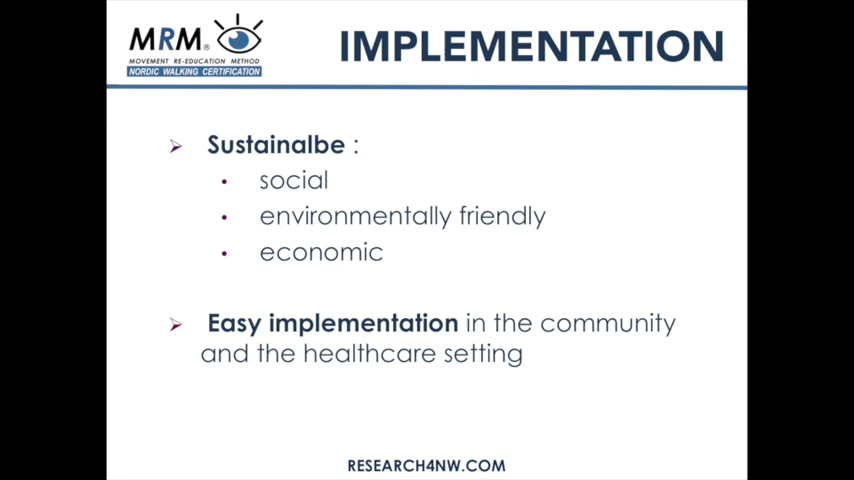 MRM®
MOVEMENT RE-EDUCATION METHOD
NORDIC WALKING CERTIFICATION
IMPLEMENTATION
Sustainalbe :
social
environmentally friendly
economic
Easy implementation in the community
and the healthcare setting
RESEARCH4NW.COM